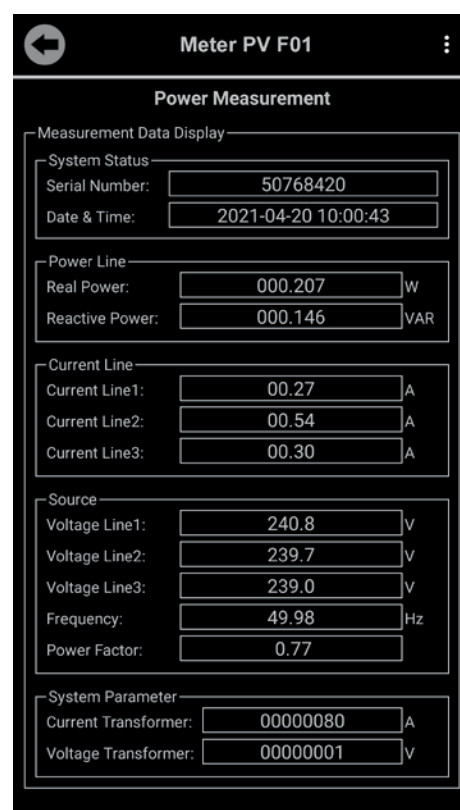 Meter PV F01
Power Measurement
Measurement Data Display
System Status
Serial Number: 50768420
Date & Time: 2021-04-20 10:00:43
Power Line
Real Power: 000.207 W
Reactive Power: 000.146 VAR
Current Line
Current Line1: 00.27 A
Current Line2: 00.54 A
Current Line3: 00.30 A
Source
Voltage Line1: 240.8 V
Voltage Line2: 239.7 V
Voltage Line3: 239.0 V
Frequency: 49.98 Hz
Power Factor: 0.77
System Parameter
Current Transformer: 00000080 A
Voltage Transformer: 00000001 V